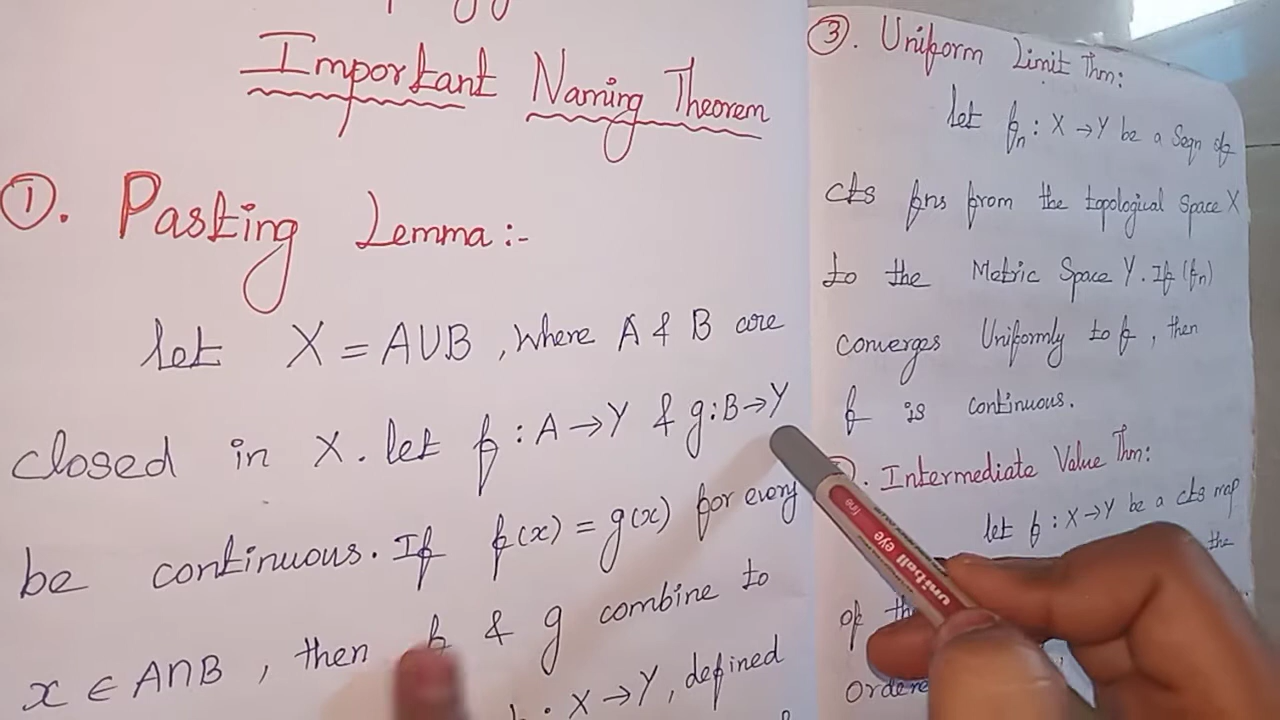 Important Naming Theorem
①. Pasting Lemma:-
let X = A∪B, where A & B are
closed in X. let f : A → Y & g : B → Y
be continuous. If f(x) = g(x) for every
x ∈ A∩B, then f & g combine to
X → Y, defined
③. Uniform Limit Thm:
let fn : X → Y be a Seqn of
cts fns from the topological space X
to the Metric Space Y. If (fn)
converges Uniformly to f, then
f is continuous.
. Intermediate Value Thm:
let f : X → Y be a cts map
the
of
uniball eye
fine